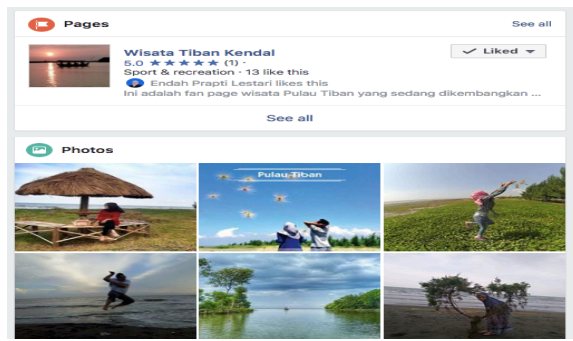 Pages
See all
Wisata Tiban Kendal
✓ Liked
5.0 ★★★★★ (1) ·
Sport & recreation · 13 like this
Endah Prapti Lestari likes this
Ini adalah fan page wisata Pulau Tiban yang sedang dikembangkan ...
See all
Photos
Pulau Tiban